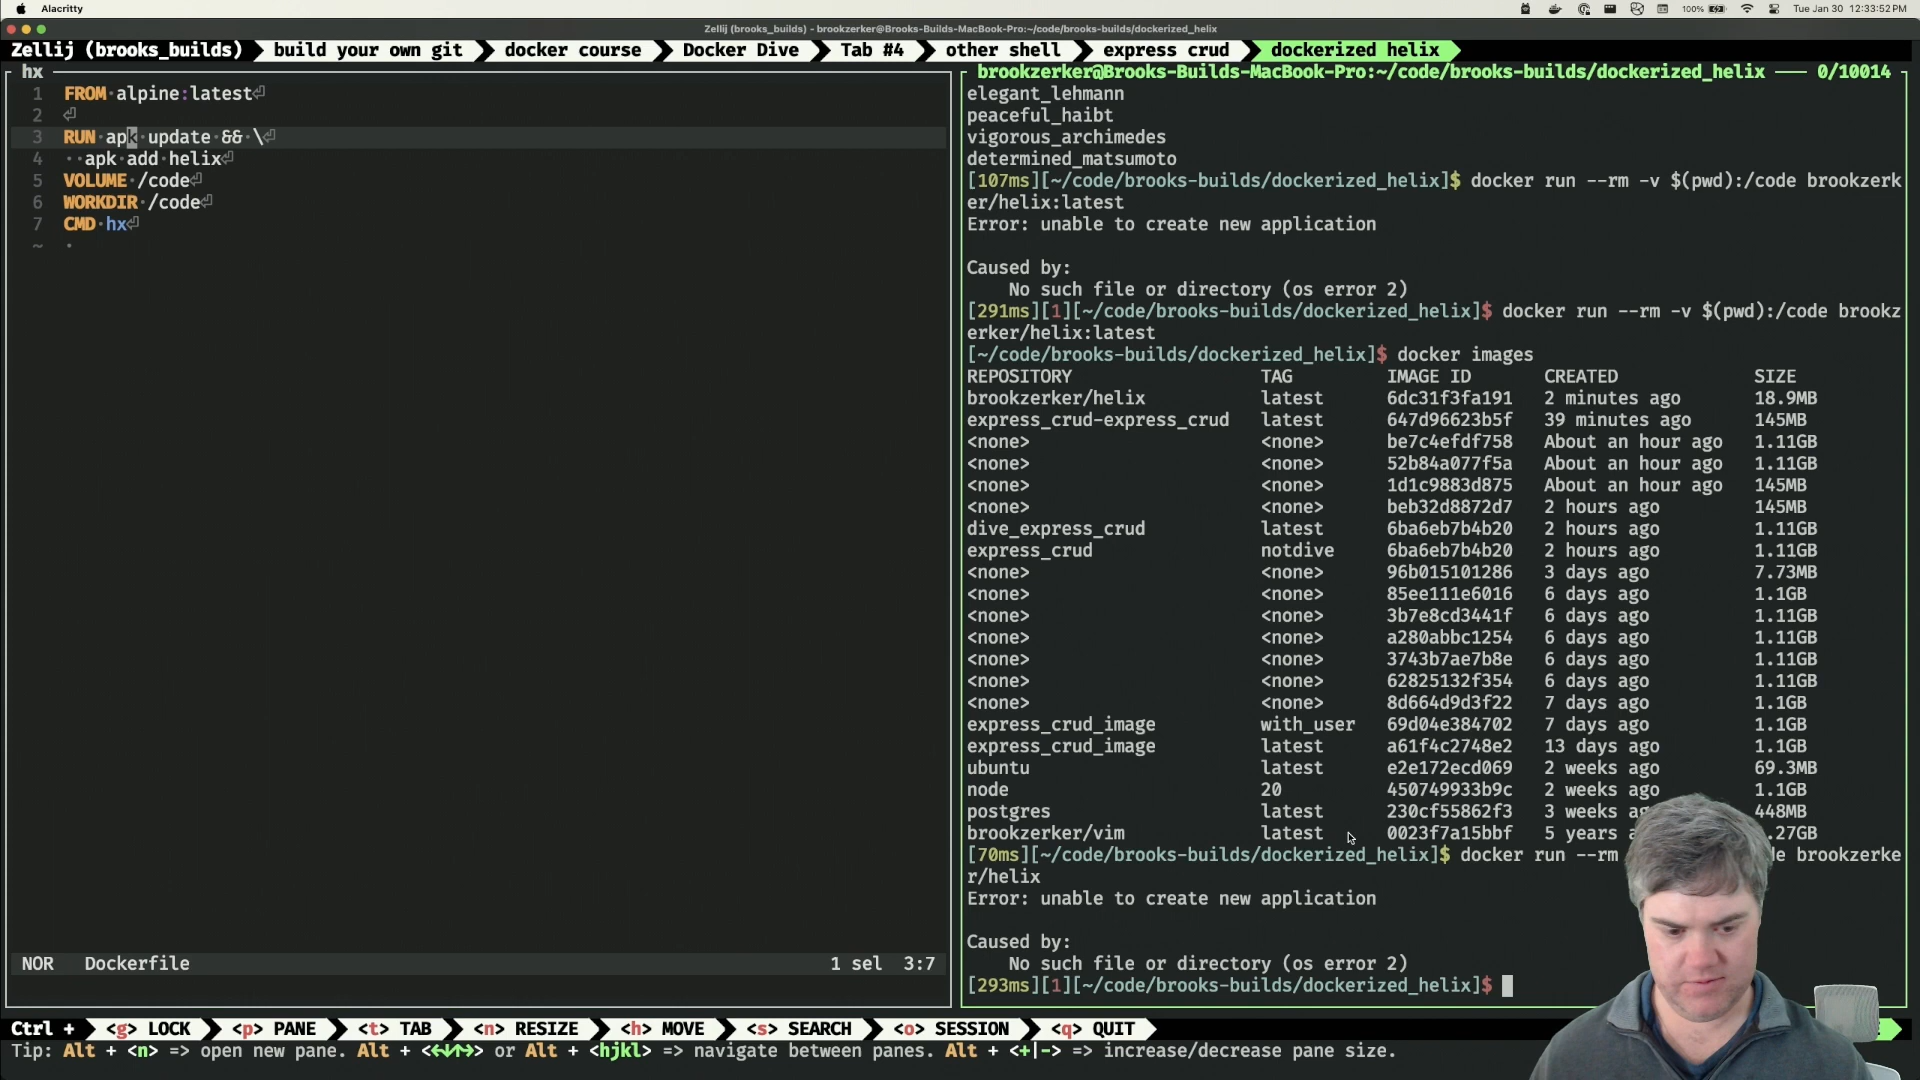 Alacritty
100%
Tue Jan 30 12:33:52 PM
Zellij (brooks_builds) - brookzerker@Brooks-Builds-MacBook-Pro:~/code/brooks-builds/dockerized_helix
Zellij (brooks_builds) build your own git docker course Docker Dive Tab #4 other shell express crud dockerized helix
hx
1 FROM·alpine:latest⏎
2 ⏎
3 RUN·apk·update·&&·\⏎
4 ··apk·add·helix⏎
5 VOLUME·/code⏎
6 WORKDIR·/code⏎
7 CMD·hx⏎
~ ·
NOR Dockerfile 1 sel 3:7
brookzerker@Brooks-Builds-MacBook-Pro:~/code/brooks-builds/dockerized_helix 0/10014
elegant_lehmann
peaceful_haibt
vigorous_archimedes
determined_matsumoto
[107ms][~/code/brooks-builds/dockerized_helix]$ docker run --rm -v $(pwd):/code brookzerk
er/helix:latest
Error: unable to create new application
Caused by:
No such file or directory (os error 2)
[291ms][1][~/code/brooks-builds/dockerized_helix]$ docker run --rm -v $(pwd):/code brookz
erker/helix:latest
[~/code/brooks-builds/dockerized_helix]$ docker images
REPOSITORY TAG IMAGE ID CREATED SIZE
brookzerker/helix latest 6dc31f3fa191 2 minutes ago 18.9MB
express_crud-express_crud latest 647d96623b5f 39 minutes ago 145MB
<none> <none> be7c4efdf758 About an hour ago 1.11GB
<none> <none> 52b84a077f5a About an hour ago 1.11GB
<none> <none> 1d1c9883d875 About an hour ago 145MB
<none> <none> beb32d8872d7 2 hours ago 145MB
dive_express_crud latest 6ba6eb7b4b20 2 hours ago 1.11GB
express_crud notdive 6ba6eb7b4b20 2 hours ago 1.11GB
<none> <none> 96b015101286 3 days ago 7.73MB
<none> <none> 85ee111e6016 6 days ago 1.1GB
<none> <none> 3b7e8cd3441f 6 days ago 1.11GB
<none> <none> a280abbc1254 6 days ago 1.11GB
<none> <none> 3743b7ae7b8e 6 days ago 1.11GB
<none> <none> 62825132f354 6 days ago 1.11GB
<none> <none> 8d664d9d3f22 7 days ago 1.1GB
express_crud_image with_user 69d04e384702 7 days ago 1.1GB
express_crud_image latest a61f4c2748e2 13 days ago 1.1GB
ubuntu latest e2e172ecd069 2 weeks ago 69.3MB
node 20 450749933b9c 2 weeks ago 1.1GB
postgres latest 230cf55862f3 3 weeks 448MB
brookzerker/vim latest 0023f7a15bbf 5 years .27GB
[70ms][~/code/brooks-builds/dockerized_helix]$ docker run --rm de brookzerke
r/helix
Error: unable to create new application
Caused by:
No such file or directory (os error 2)
[293ms][1][~/code/brooks-builds/dockerized_helix]$
Ctrl + <g> LOCK <p> PANE <t> TAB <n> RESIZE <h> MOVE <s> SEARCH <o> SESSION <q> QUIT
Tip: Alt + <n> => open new pane. Alt + <←↓↑→> or Alt + <hjkl> => navigate between panes. Alt + <+|-> => increase/decrease pane size.